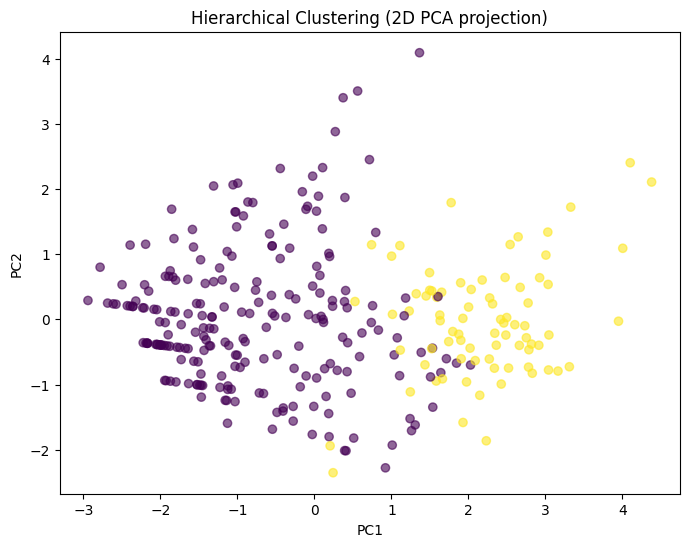 Hierarchical Clustering (2D PCA projection)
4
3
2
1
0
−1
−2
PC2
−3 −2 −1 0 1 2 3 4
PC1